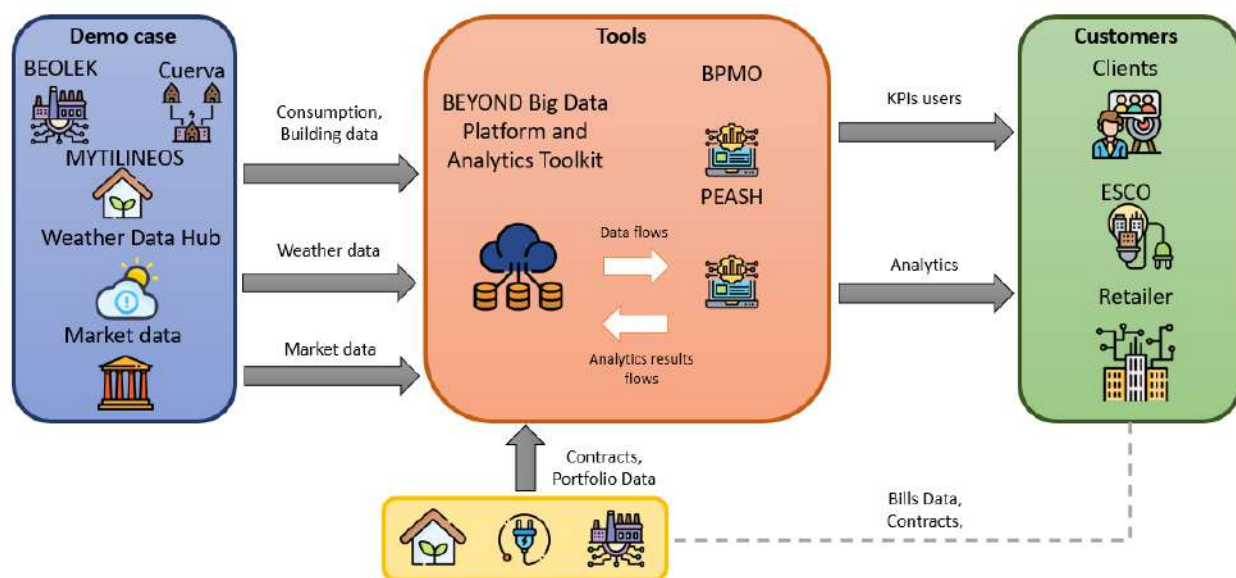 Demo case
BEOLEK
Cuerva
MYTILINEOS
Weather Data Hub
Market data
Consumption,
Building data
Weather data
Market data
Tools
BEYOND Big Data
Platform and
Analytics Toolkit
BPMO
PEASH
Data flows
Analytics results
flows
KPIs users
Analytics
Customers
Clients
ESCO
Retailer
Contracts,
Portfolio Data
Bills Data,
Contracts,